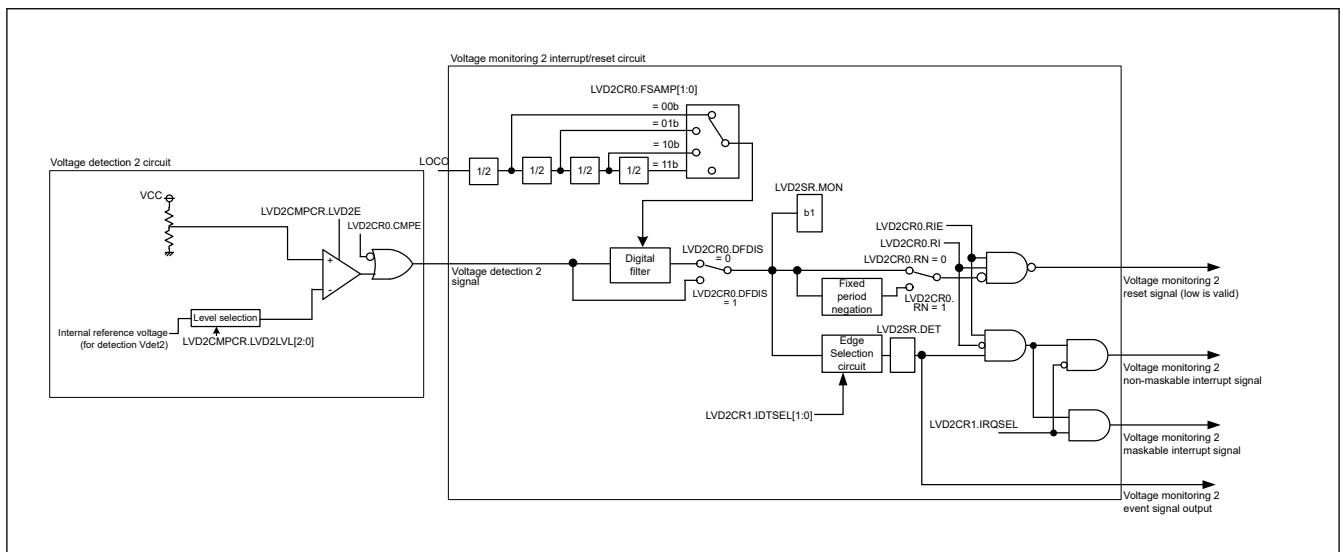 Voltage monitoring 2 interrupt/reset circuit
LVD2CR0.FSAMP[1:0]
= 00b
= 01b
= 10b
= 11b
LOCO
1/2
1/2
1/2
1/2
Voltage detection 2 circuit
VCC
LVD2CMPCR.LVD2E
LVD2CR0.CMPE
+
-
Level selection
Internal reference voltage
(for detection Vdet2)
LVD2CMPCR.LVD2LVL[2:0]
Voltage detection 2
signal
Digital
filter
LVD2CR0.DFDIS
= 0
LVD2CR0.DFDIS
= 1
LVD2SR.MON
b1
LVD2CR0.RIE
LVD2CR0.RI
LVD2CR0.RN = 0
Fixed
period
negation
LVD2CR0.
RN = 1
Voltage monitoring 2
reset signal (low is valid)
Edge
Selection
circuit
LVD2SR.DET
LVD2CR1.IDTSEL[1:0]
LVD2CR1.IRQSEL
Voltage monitoring 2
non-maskable interrupt signal
Voltage monitoring 2
maskable interrupt signal
Voltage monitoring 2
event signal output